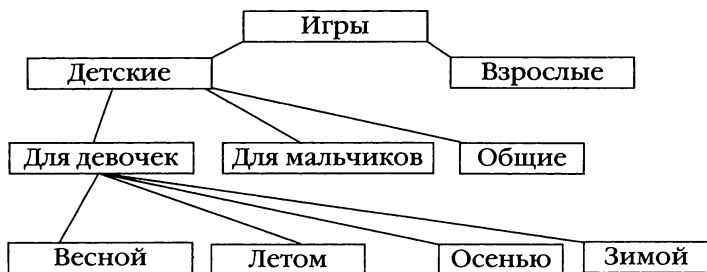 Игры
Детские
Взрослые
Для девочек
Для мальчиков
Общие
Весной
Летом
Осенью
Зимой